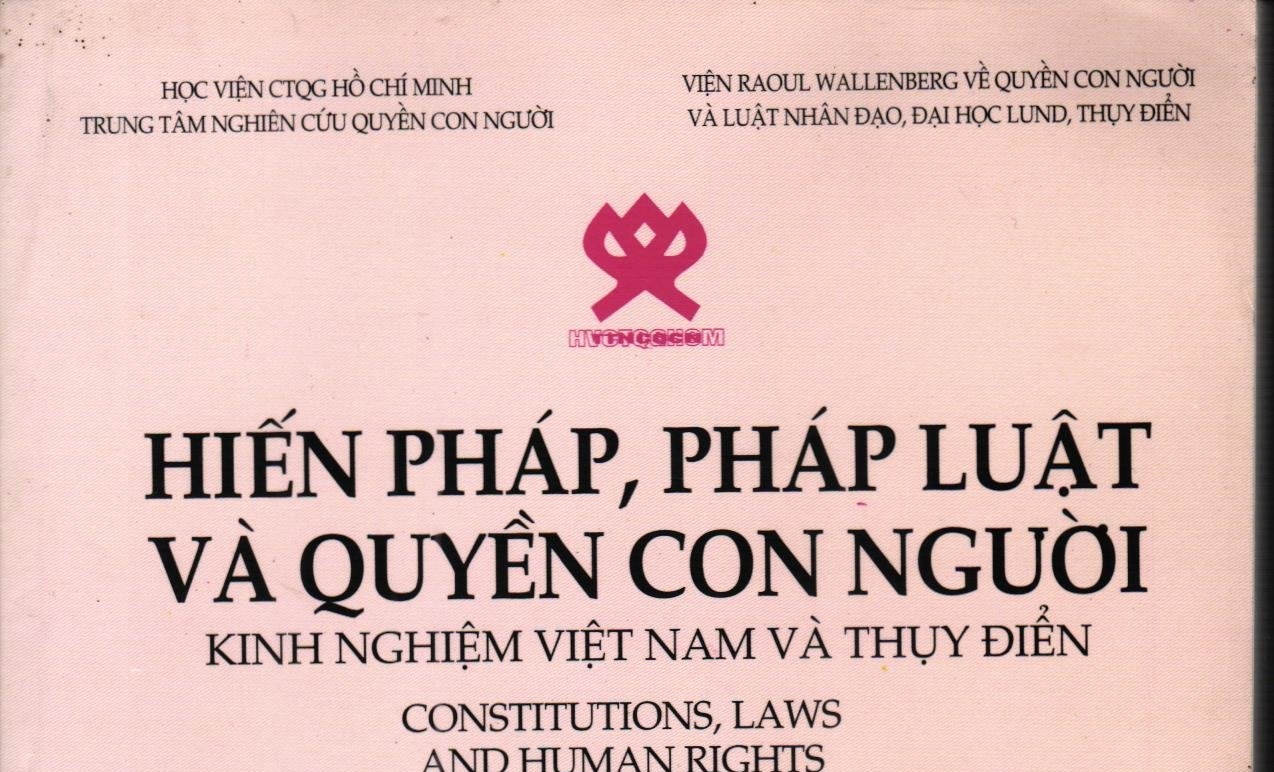 HỌC VIỆN CTQG HỒ CHÍ MINH
TRUNG TÂM NGHIÊN CỨU QUYỀN CON NGƯỜI
VIỆN RAOUL WALLENBERG VỀ QUYỀN CON NGƯỜI
VÀ LUẬT NHÂN ĐẠO, ĐẠI HỌC LUND, THỤY ĐIỂN
HIẾN PHÁP, PHÁP LUẬT
VÀ QUYỀN CON NGƯỜI
KINH NGHIỆM VIỆT NAM VÀ THỤY ĐIỂN
CONSTITUTIONS, LAWS
AND HUMAN RIGHTS